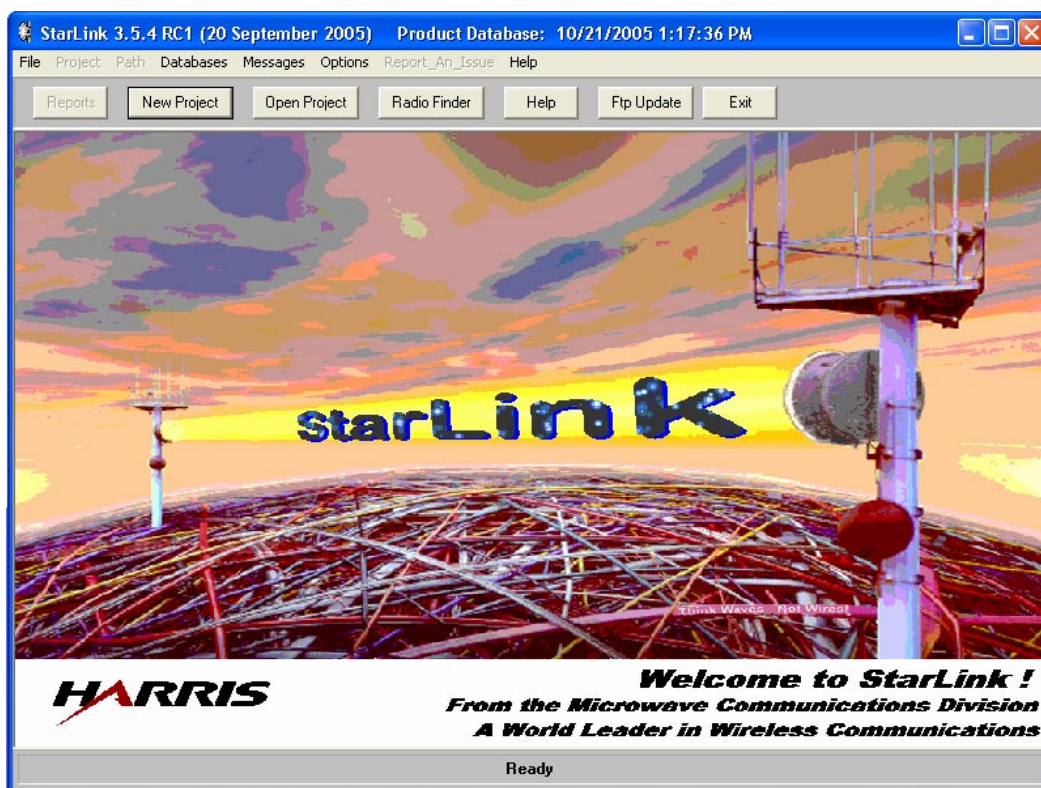 StarLink 3.5.4 RC1 (20 September 2005) Product Database: 10/21/2005 1:17:36 PM
File Project Path Databases Messages Options Report_An_Issue Help
Reports New Project Open Project Radio Finder Help Ftp Update Exit
StarLink
Think Waves Not Wires!
HARRIS
Welcome to StarLink !
From the Microwave Communications Division
A World Leader in Wireless Communications
Ready